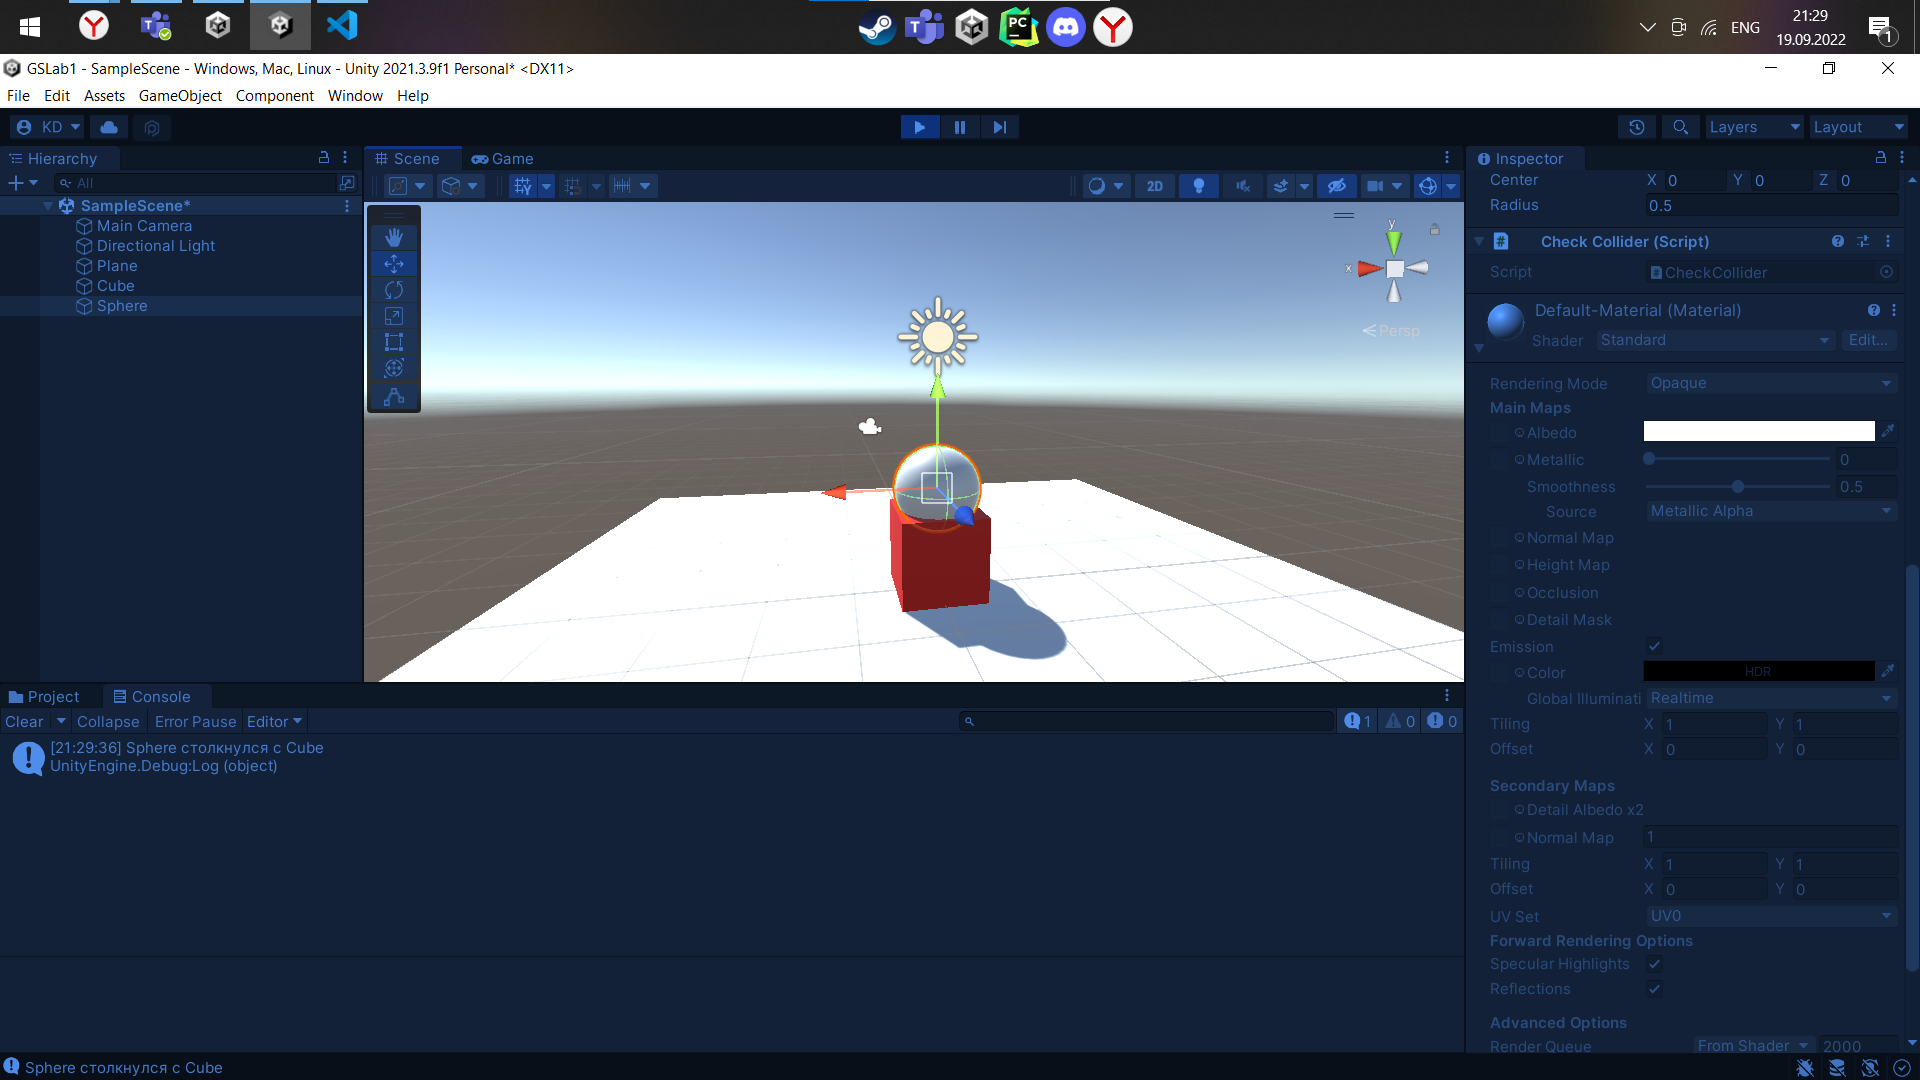 21:29
ENG
19.09.2022
1
GSLab1 - SampleScene - Windows, Mac, Linux - Unity 2021.3.9f1 Personal* <DX11>
File Edit Assets GameObject Component Window Help
KD
Layers
Layout
Hierarchy
All
SampleScene*
Main Camera
Directional Light
Plane
Cube
Sphere
Scene
Game
2D
y
x
Persp
Inspector
Center X 0 Y 0 Z 0
Radius 0.5
Check Collider (Script)
Script CheckCollider
Default-Material (Material)
Shader Standard Edit...
Rendering Mode Opaque
Main Maps
Albedo
Metallic 0
Smoothness 0.5
Source Metallic Alpha
Normal Map
Height Map
Occlusion
Detail Mask
Emission
Color HDR
Global Illuminati Realtime
Tiling X 1 Y 1
Offset X 0 Y 0
Secondary Maps
Detail Albedo x2
Normal Map 1
Tiling X 1 Y 1
Offset X 0 Y 0
UV Set UV0
Forward Rendering Options
Specular Highlights
Reflections
Advanced Options
Render Queue From Shader 2000
Project
Console
Clear Collapse Error Pause Editor
1 0 0
[21:29:36] Sphere столкнулся с Cube
UnityEngine.Debug:Log (object)
Sphere столкнулся с Cube